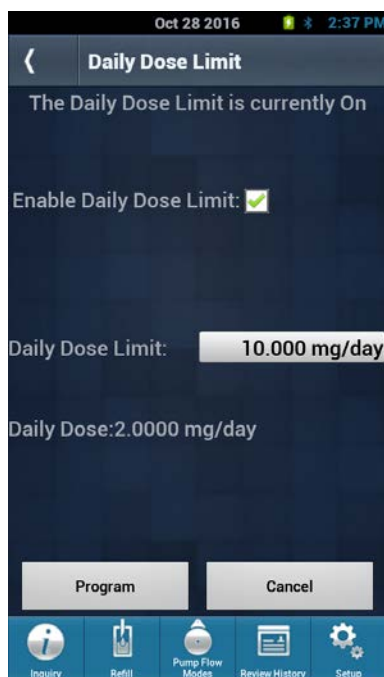 Oct 28 2016 2:37 PM
Daily Dose Limit
The Daily Dose Limit is currently On
Enable Daily Dose Limit:
Daily Dose Limit: 10.000 mg/day
Daily Dose:2.0000 mg/day
Program Cancel
Inquiry Refill Pump Flow Modes Review History Setup